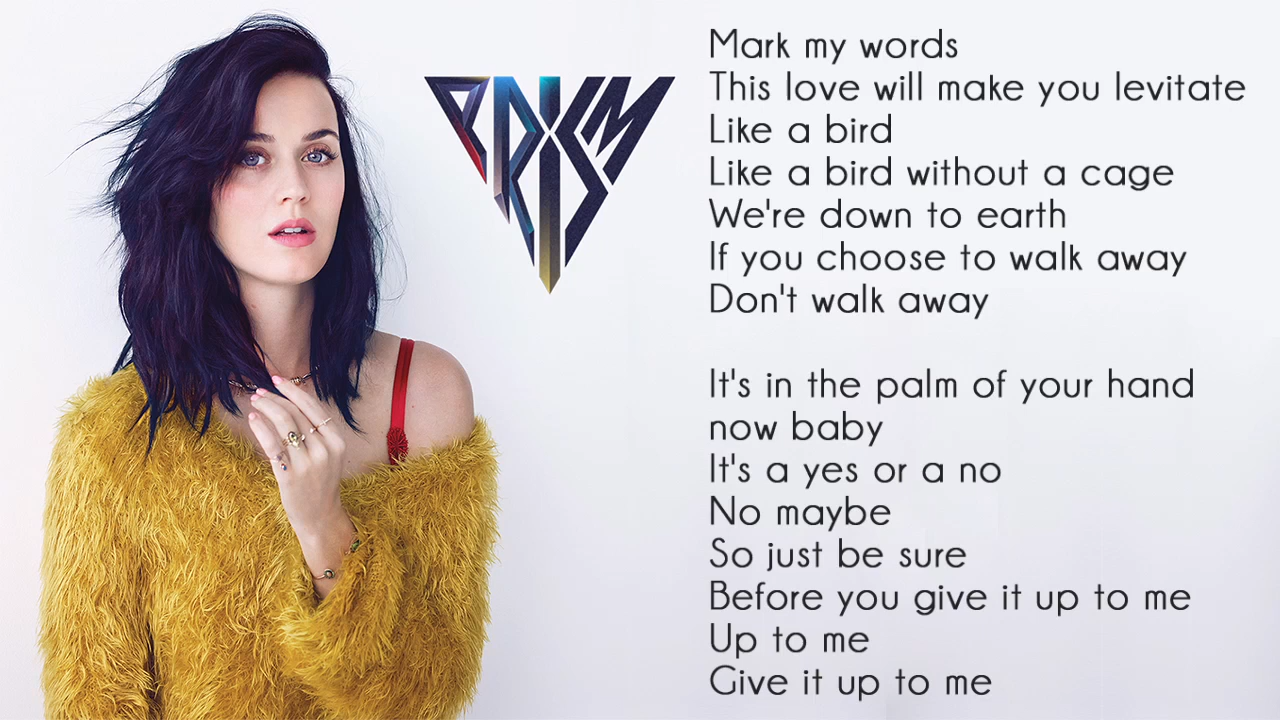 PRISM
Mark my words
This love will make you levitate
Like a bird
Like a bird without a cage
We're down to earth
If you choose to walk away
Don't walk away
It's in the palm of your hand
now baby
It's a yes or a no
No maybe
So just be sure
Before you give it up to me
Up to me
Give it up to me